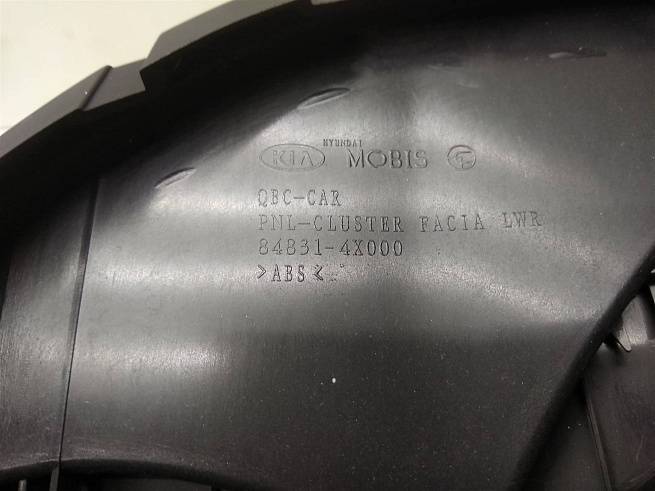 HYUNDAI
KIA MOBIS
QBC-CAR
PNL-CLUSTER FACIA LWR
84831-4X000
>ABS<